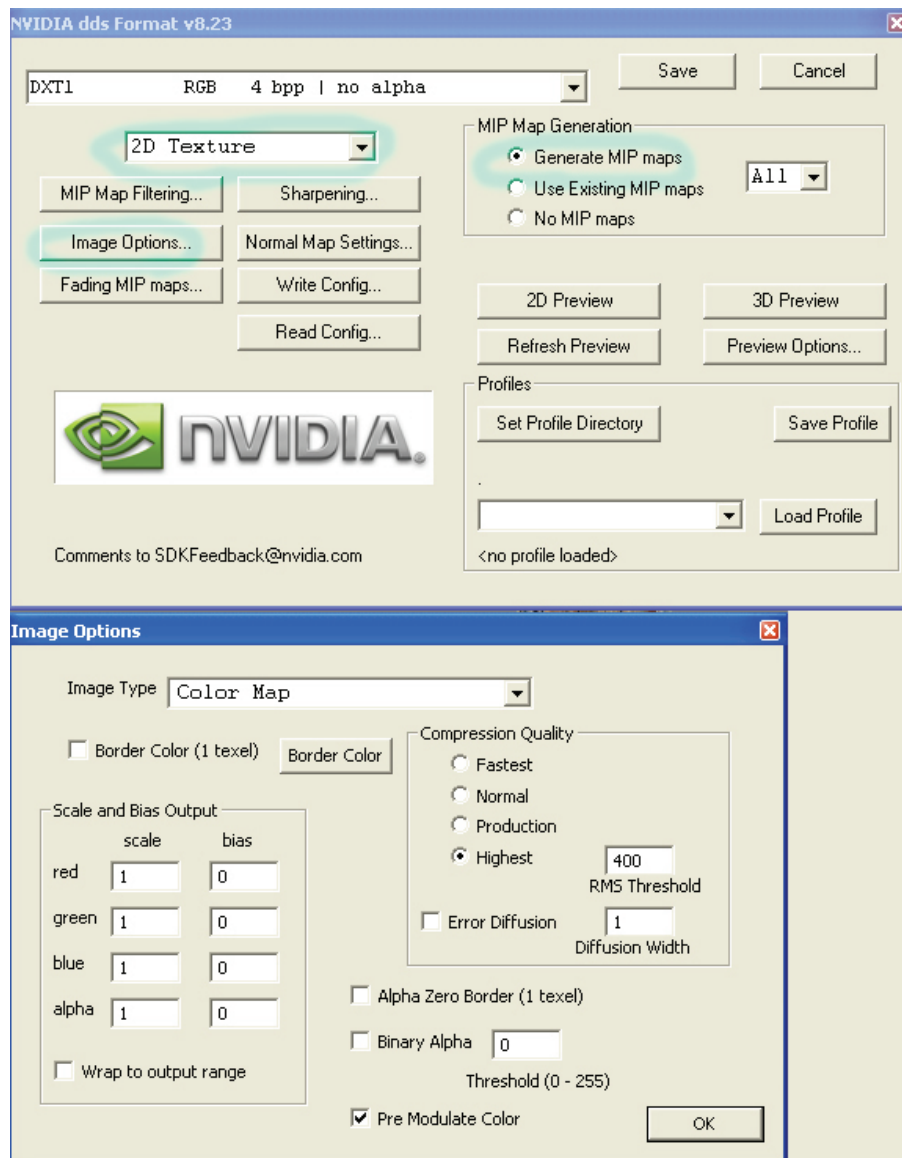 NVIDIA dds Format v8.23
DXT1 RGB 4 bpp | no alpha
Save
Cancel
2D Texture
MIP Map Generation
Generate MIP maps
Use Existing MIP maps
No MIP maps
All
MIP Map Filtering...
Sharpening...
Image Options...
Normal Map Settings...
Fading MIP maps...
Write Config...
Read Config...
2D Preview
3D Preview
Refresh Preview
Preview Options...
Profiles
Set Profile Directory
Save Profile
.
Load Profile
<no profile loaded>
NVIDIA.
Comments to SDKFeedback@nvidia.com
Image Options
Image Type Color Map
Border Color (1 texel)
Border Color
Compression Quality
Fastest
Normal
Production
Highest
400
RMS Threshold
Error Diffusion
1
Diffusion Width
Scale and Bias Output
scale bias
red 1 0
green 1 0
blue 1 0
alpha 1 0
Wrap to output range
Alpha Zero Border (1 texel)
Binary Alpha 0
Threshold (0 - 255)
Pre Modulate Color
OK